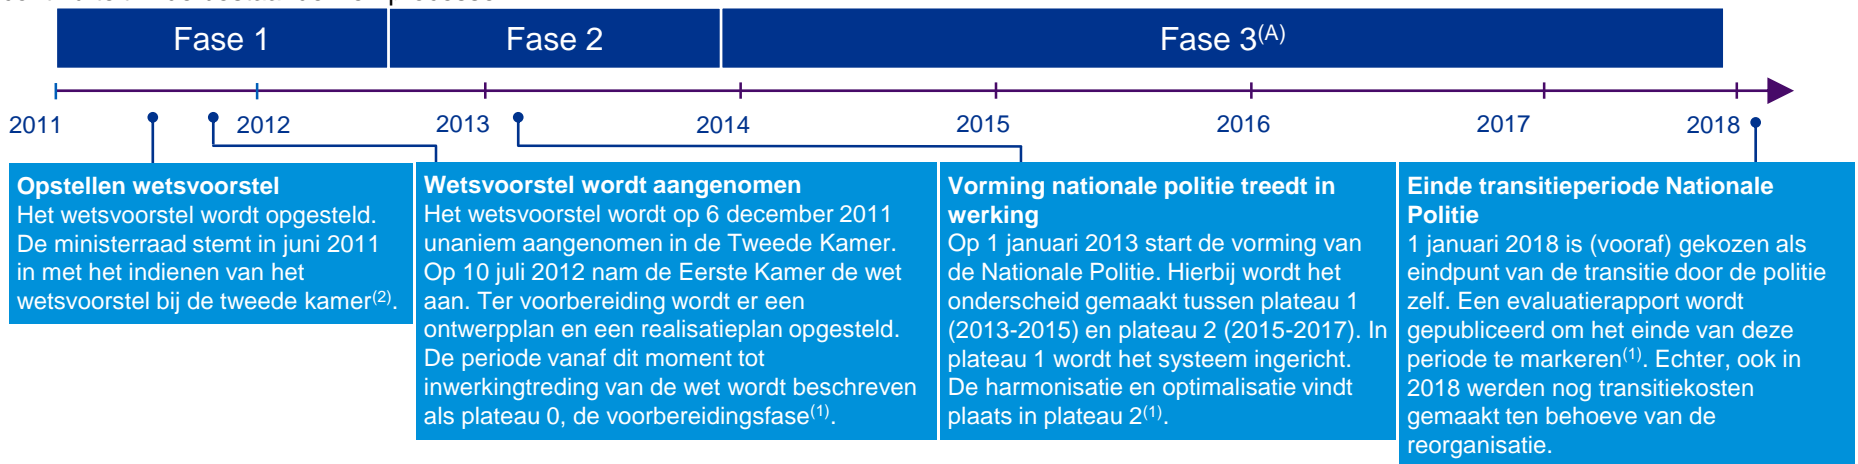 Fase 1
Fase 2
Fase 3(A)
2011
2012
2013
2014
2015
2016
2017
2018
Opstellen wetsvoorstel
Het wetsvoorstel wordt opgesteld.
De ministerraad stemt in juni 2011
in met het indienen van het
wetsvoorstel bij de tweede kamer(2).
Wetsvoorstel wordt aangenomen
Het wetsvoorstel wordt op 6 december 2011
unaniem aangenomen in de Tweede Kamer.
Op 10 juli 2012 nam de Eerste Kamer de wet
aan. Ter voorbereiding wordt er een
ontwerpplan en een realisatieplan opgesteld.
De periode vanaf dit moment tot
inwerkingtreding van de wet wordt beschreven
als plateau 0, de voorbereidingsfase(1).
Vorming nationale politie treedt in
werking
Op 1 januari 2013 start de vorming van
de Nationale Politie. Hierbij wordt het
onderscheid gemaakt tussen plateau 1
(2013-2015) en plateau 2 (2015-2017). In
plateau 1 wordt het systeem ingericht.
De harmonisatie en optimalisatie vindt
plaats in plateau 2(1).
Einde transitieperiode Nationale
Politie
1 januari 2018 is (vooraf) gekozen als
eindpunt van de transitie door de politie
zelf. Een evaluatierapport wordt
gepubliceerd om het einde van deze
periode te markeren(1). Echter, ook in
2018 werden nog transitiekosten
gemaakt ten behoeve van de
reorganisatie.